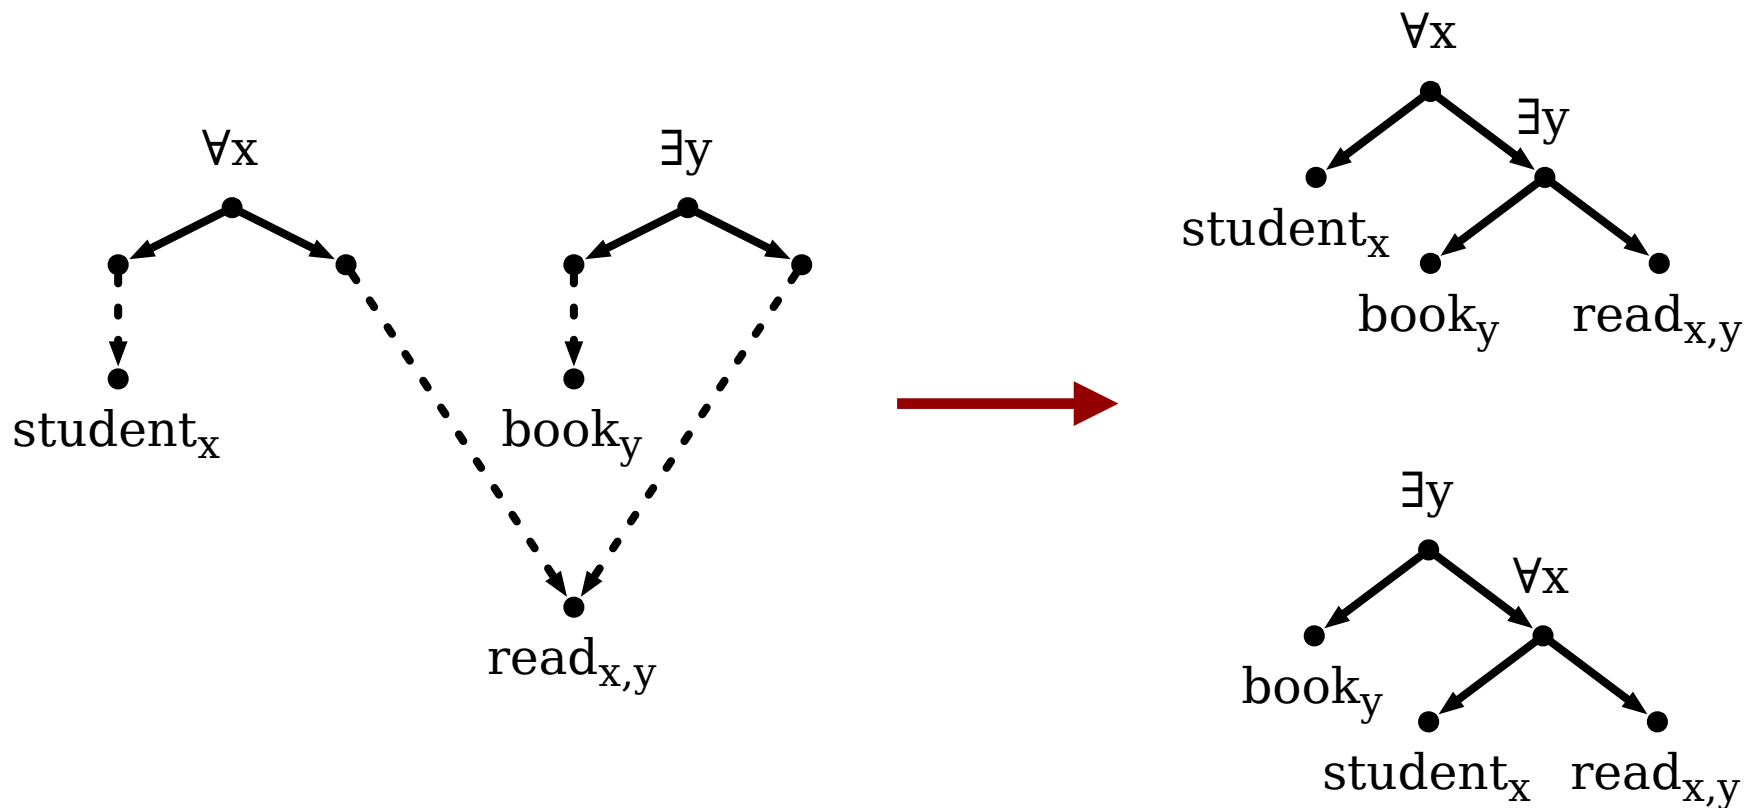 ∀x ∃y
student_x book_y
read_x,y
∀x
∃y
student_x
book_y read_x,y
∃y
∀x
book_y
student_x read_x,y